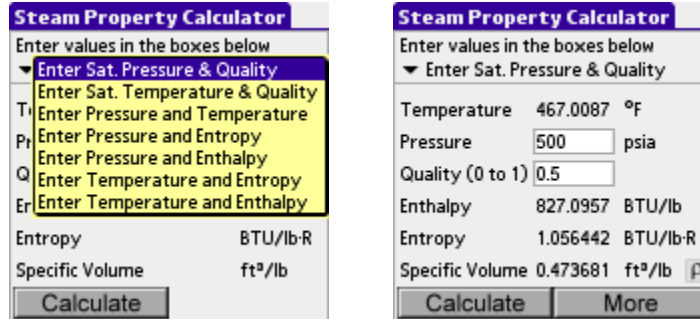 Steam Property Calculator
Enter values in the boxes below
Enter Sat. Pressure & Quality
Enter Sat. Temperature & Quality
Enter Pressure and Temperature
Enter Pressure and Entropy
Enter Pressure and Enthalpy
Enter Temperature and Entropy
Enter Temperature and Enthalpy
Entropy BTU/lb·R
Specific Volume ft³/lb
Calculate
Steam Property Calculator
Enter values in the boxes below
Enter Sat. Pressure & Quality
Temperature 467.0087 °F
Pressure 500 psia
Quality (0 to 1) 0.5
Enthalpy 827.0957 BTU/lb
Entropy 1.056442 BTU/lb·R
Specific Volume 0.473681 ft³/lb ρ
Calculate More